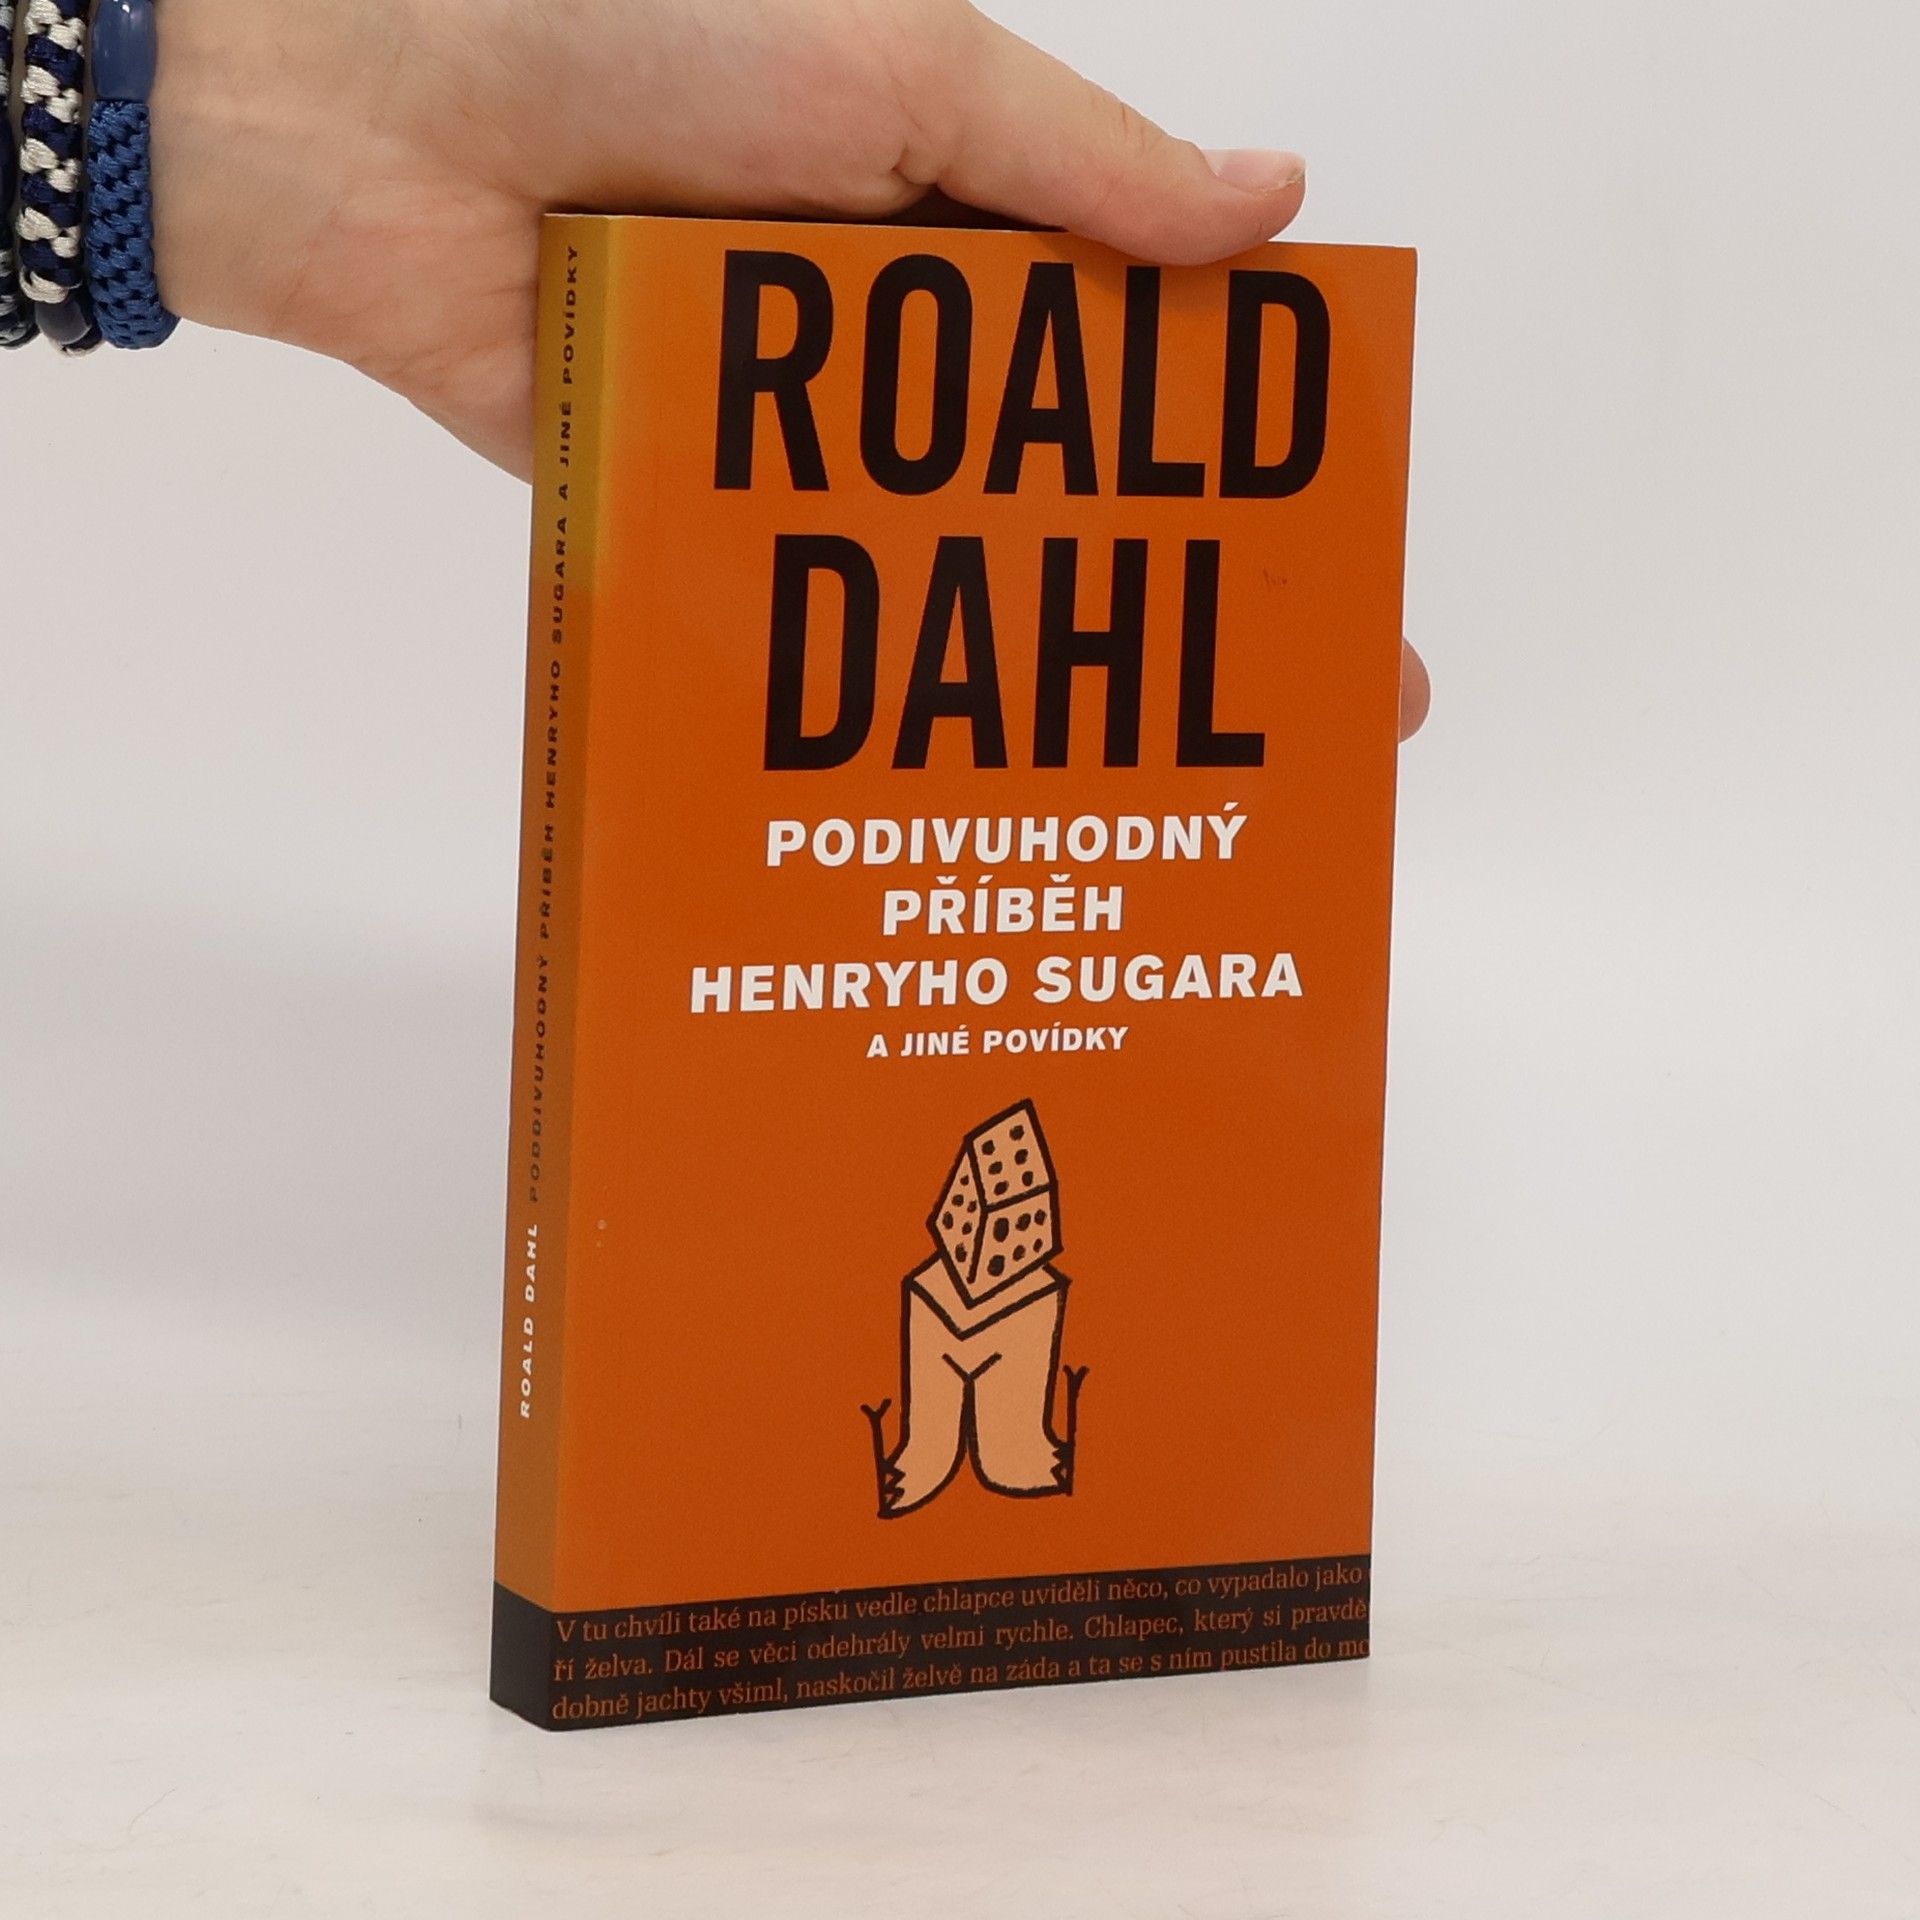 ROALD DAHL PODIVUHODNÝ PŘÍBĚH HENRYHO SUGARA A JINÉ POVÍDKY
ROALD
DAHL
PODIVUHODNÝ
PŘÍBĚH
HENRYHO SUGARA
A JINÉ POVÍDKY
V tu chvíli také na písku vedle chlapce uviděli něco, co vypadalo jako
ří želva. Dál se věci odehrály velmi rychle. Chlapec, který si pravdě
dobně jachty všiml, naskočil želvě na záda a ta se s ním pustila do mo